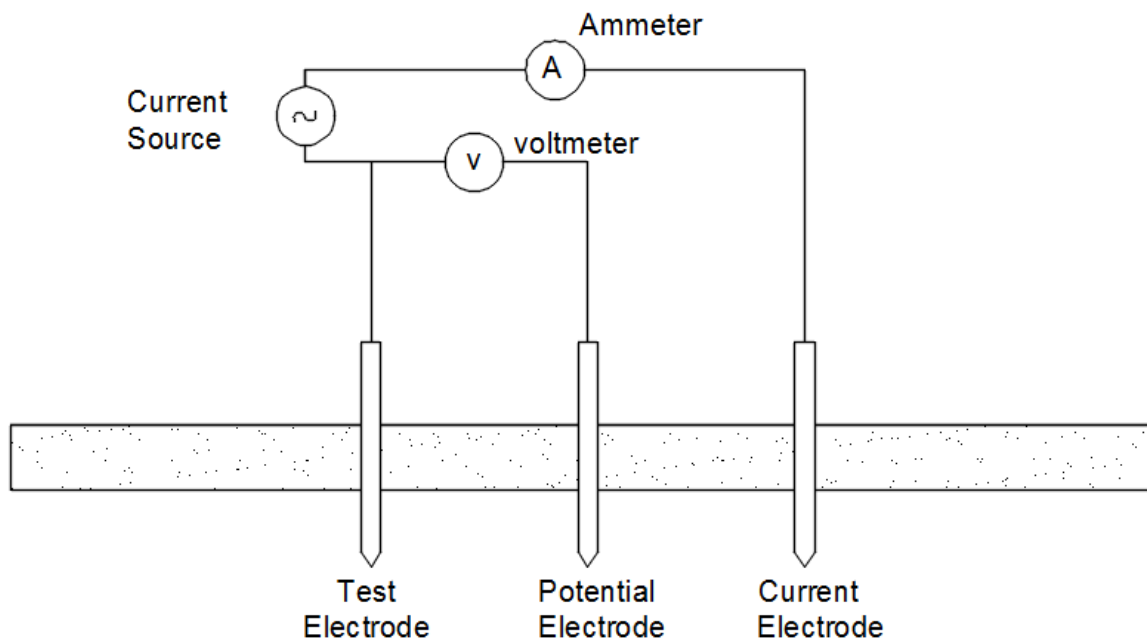 Ammeter
A
Current
Source
v
voltmeter
Test
Electrode
Potential
Electrode
Current
Electrode